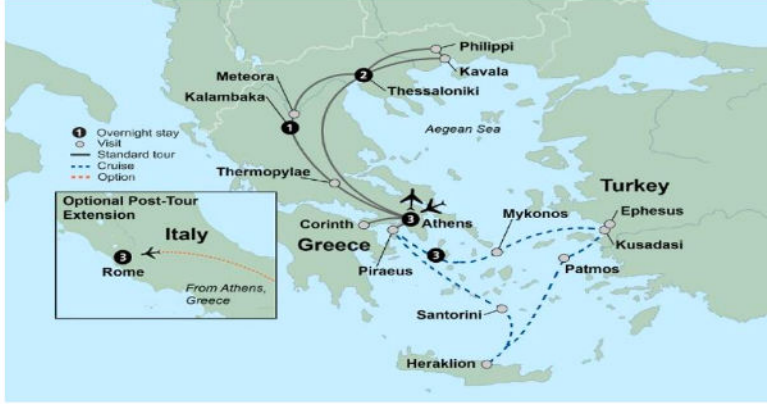 Philippi
Kavala
Meteora
2
Thessaloniki
Kalambaka
1
Aegean Sea
1 Overnight stay
Visit
Standard tour
Cruise
Option
Thermopylae
Turkey
Optional Post-Tour
Extension
Italy
3
Rome
From Athens,
Greece
Corinth
3
Athens
Greece
Mykonos
Ephesus
Kusadasi
Piraeus
3
Patmos
Santorini
Heraklion